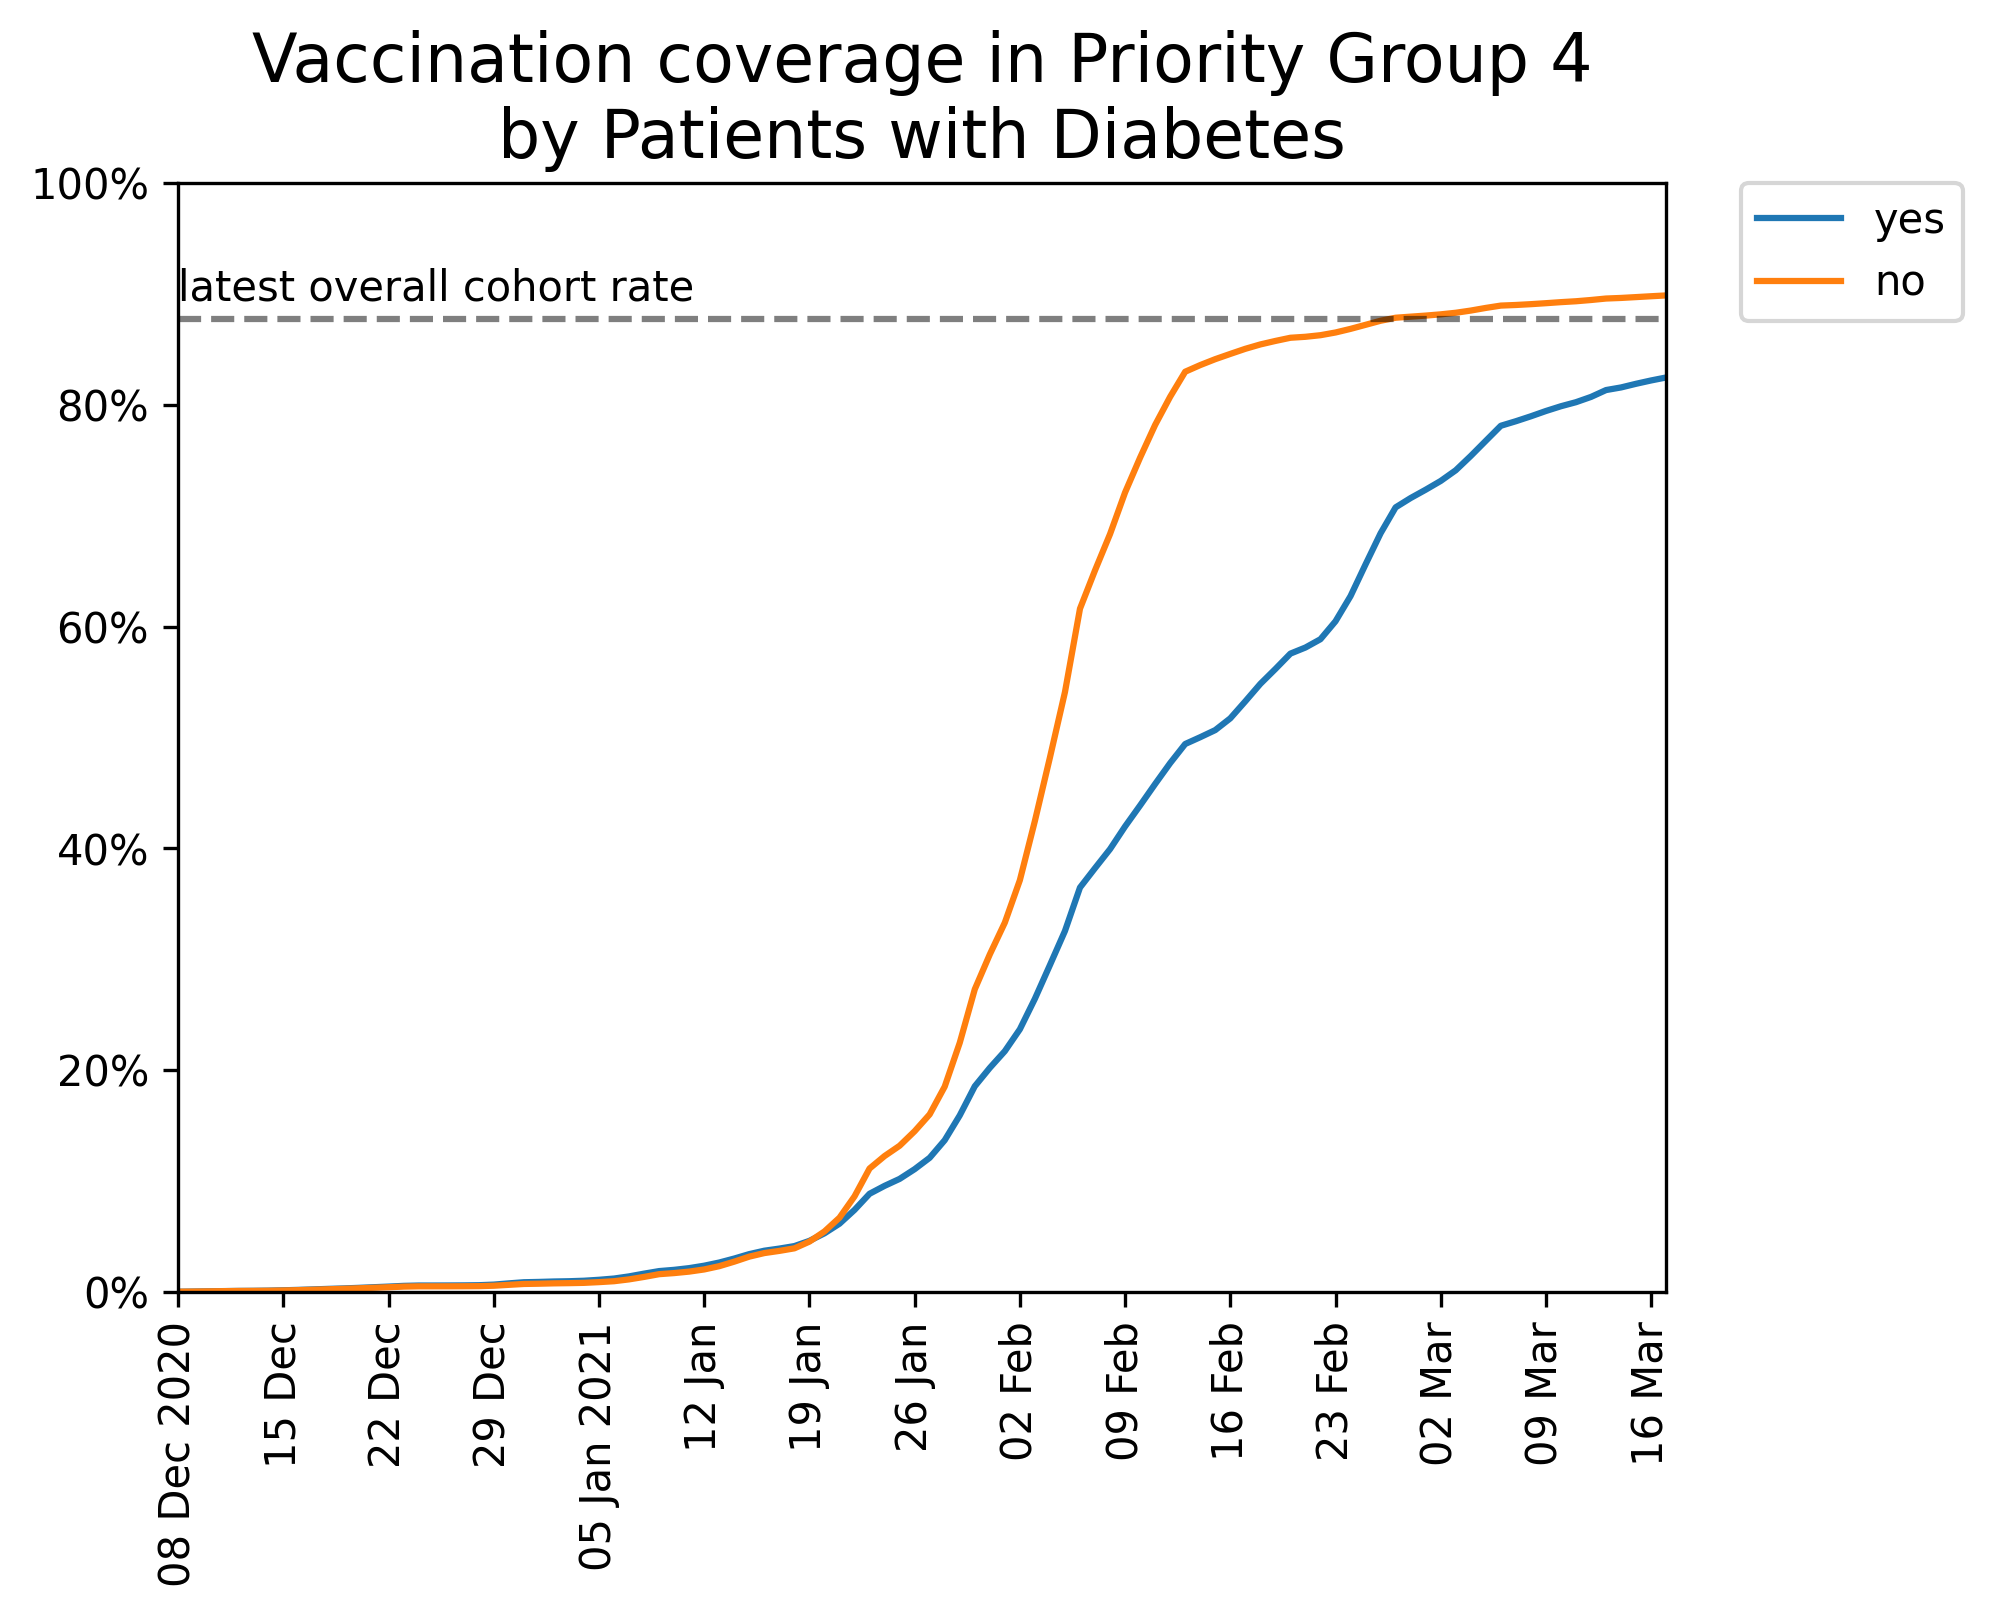 Vaccination coverage in Priority Group 4
by Patients with Diabetes
100%
80%
60%
40%
20%
0%
latest overall cohort rate
yes
no
08 Dec 2020
15 Dec
22 Dec
29 Dec
05 Jan 2021
12 Jan
19 Jan
26 Jan
02 Feb
09 Feb
16 Feb
23 Feb
02 Mar
09 Mar
16 Mar